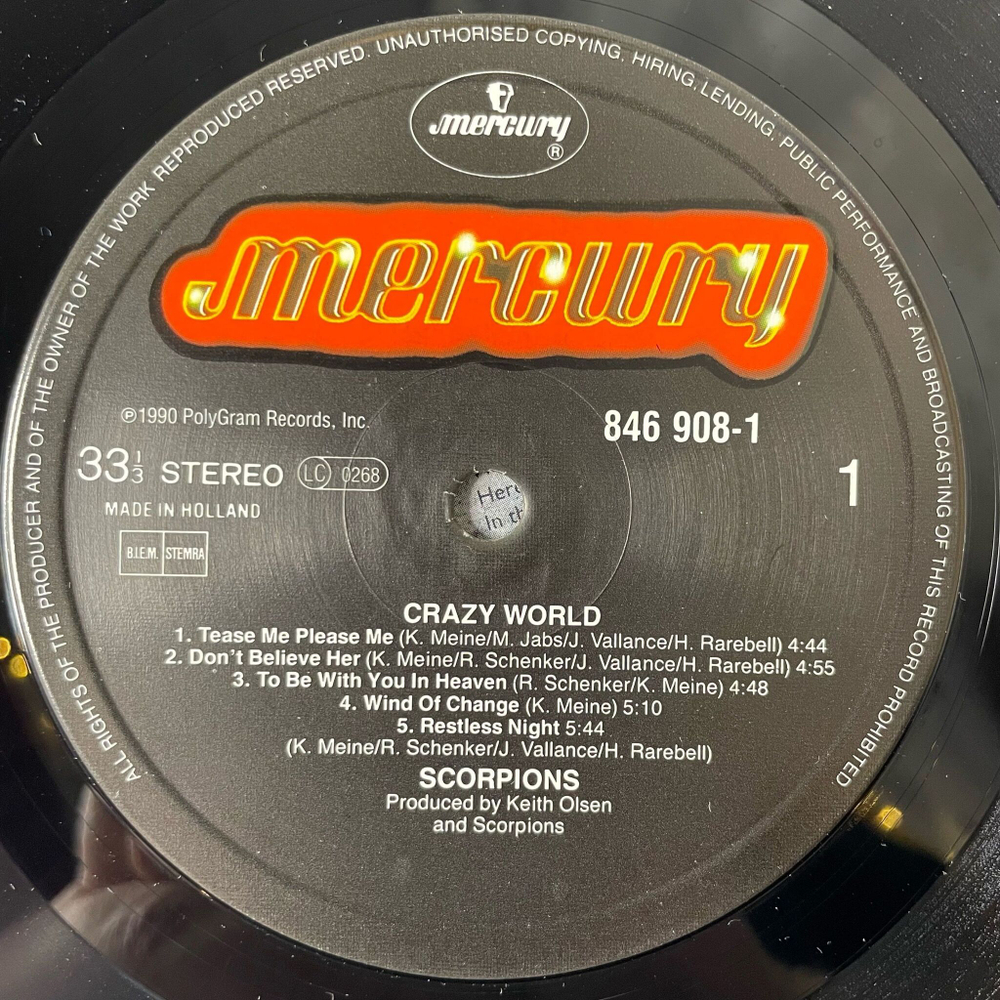 ALL RIGHTS OF THE PRODUCER AND OF THE OWNER OF THE WORK REPRODUCED RESERVED. UNAUTHORISED COPYING, HIRING, LENDING, PUBLIC PERFORMANCE AND BROADCASTING OF THIS RECORD PROHIBITED
mercury
®
mercury
℗1990 PolyGram Records, Inc.
846 908-1
33⅓ STEREO LC 0268
1
MADE IN HOLLAND
B.I.E.M. STEMRA
Here
In th
CRAZY WORLD
1. Tease Me Please Me (K. Meine/M. Jabs/J. Vallance/H. Rarebell) 4:44
2. Don't Believe Her (K. Meine/R. Schenker/J. Vallance/H. Rarebell) 4:55
3. To Be With You In Heaven (R. Schenker/K. Meine) 4:48
4. Wind Of Change (K. Meine) 5:10
5. Restless Night 5:44
(K. Meine/R. Schenker/J. Vallance/H. Rarebell)
SCORPIONS
Produced by Keith Olsen
and Scorpions